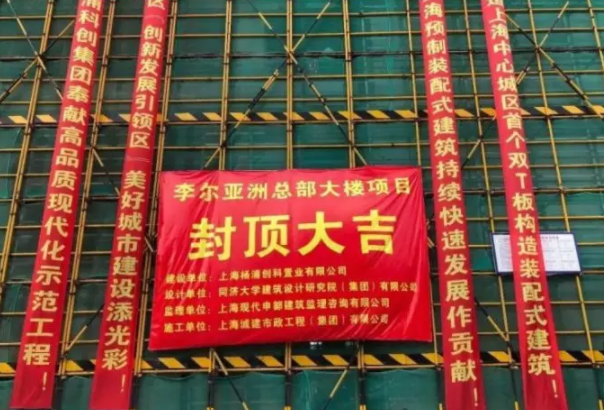 浦科创集团奉献高品质现代化示范工程！
区“创新发展引领区”美好城市建设添光彩！
李尔亚洲总部大楼项目
封顶大吉
建设单位：上海杨浦创科置业有限公司
设计单位：同济大学建筑设计研究院（集团）有限公司
监理单位：上海现代申都建筑监理咨询有限公司
施工单位：上海城建市政工程（集团）有限公司
海预制装配式建筑持续快速发展作贡献！
上海中心城区首个双T板构造装配式建筑！